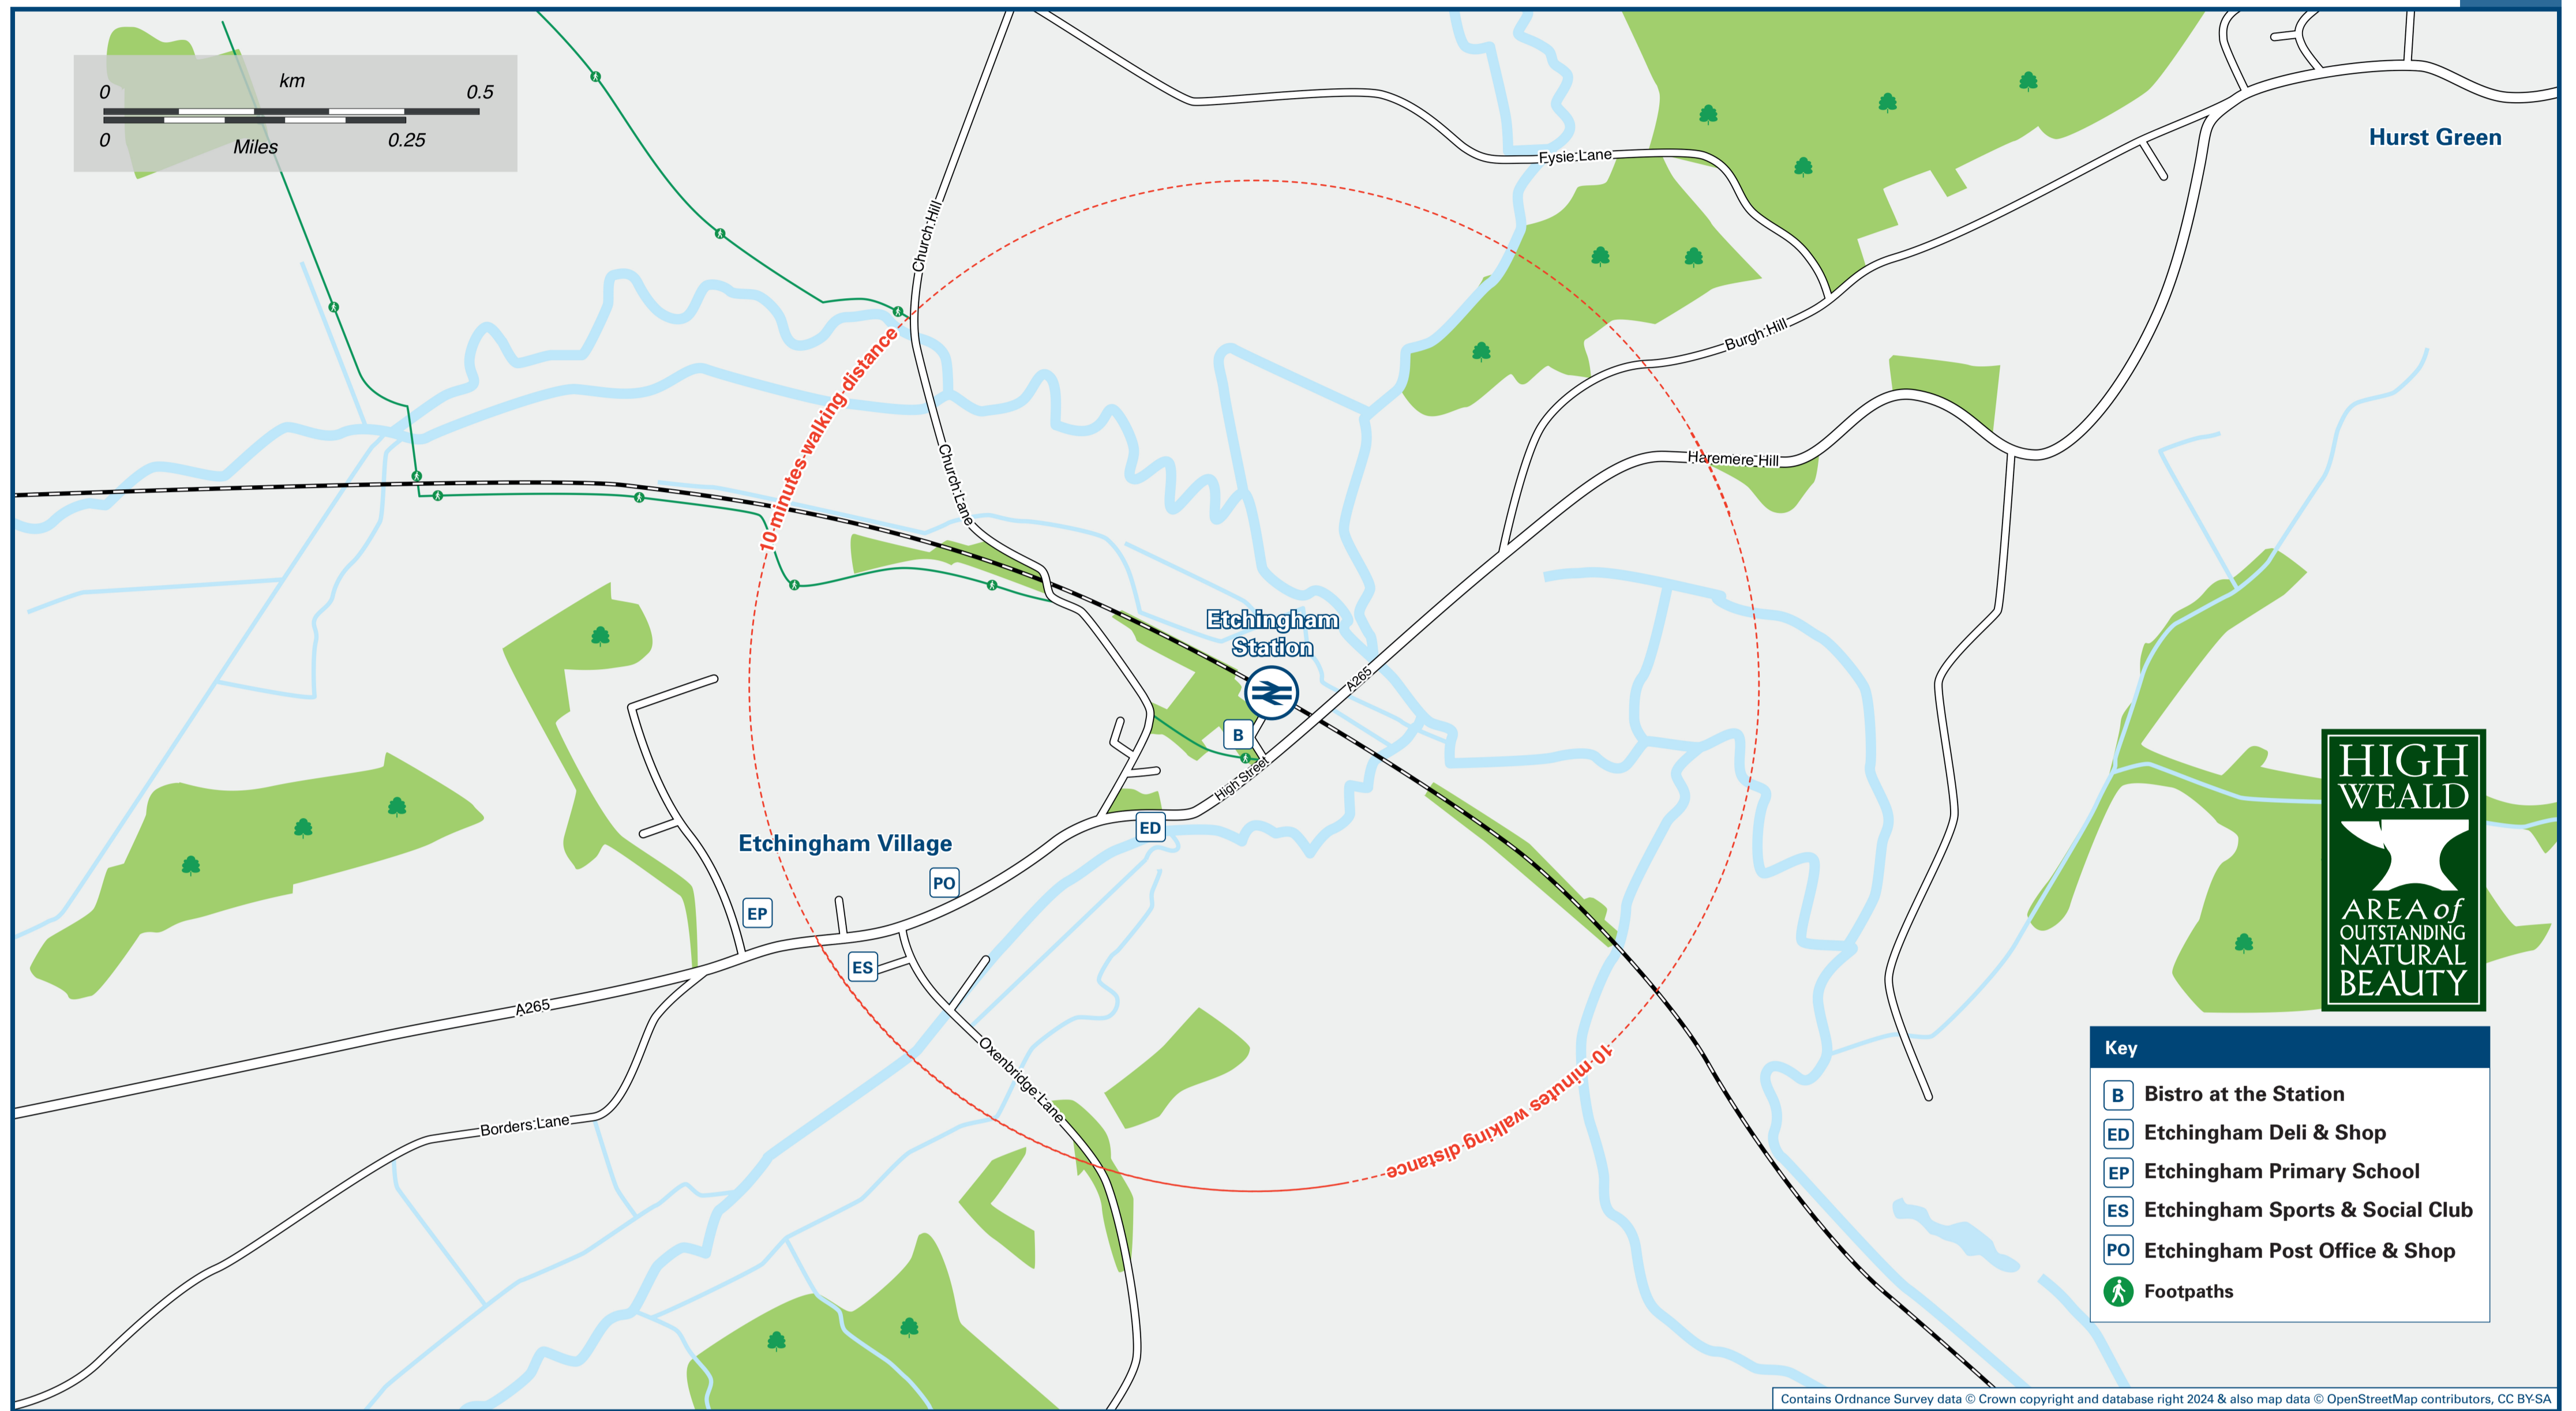 km
0
0.5
0
Miles
0.25
Hurst Green
Fysie Lane
Church Hill
10 minutes walking distance
Burgh Hill
Church Lane
Haremere Hill
Etchingham
Station
A265
B
High Street
ED
Etchingham Village
PO
EP
ES
A265
Oxenbridge Lane
Borders Lane
10 minutes walking distance
HIGH
WEALD
AREA of
OUTSTANDING
NATURAL
BEAUTY
Key
B Bistro at the Station
ED Etchingham Deli & Shop
EP Etchingham Primary School
ES Etchingham Sports & Social Club
PO Etchingham Post Office & Shop
Footpaths
Contains Ordnance Survey data © Crown copyright and database right 2024 & also map data © OpenStreetMap contributors, CC BY-SA